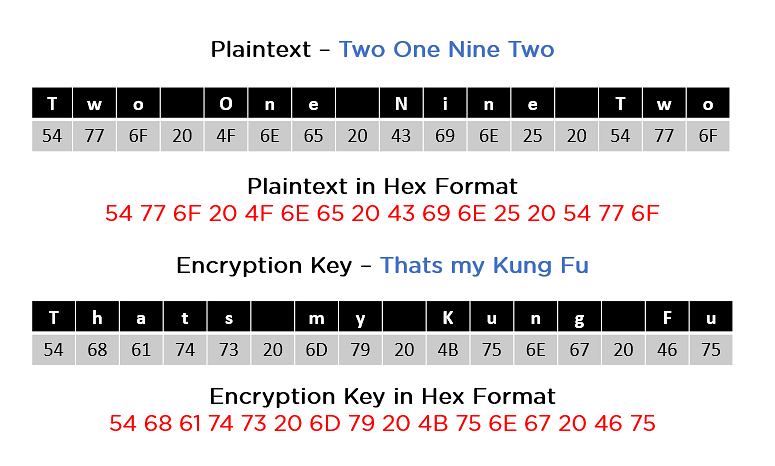 Plaintext – Two One Nine Two
T w o O n e N i n e T w o
54 77 6F 20 4F 6E 65 20 43 69 6E 25 20 54 77 6F
Plaintext in Hex Format
54 77 6F 20 4F 6E 65 20 43 69 6E 25 20 54 77 6F
Encryption Key – Thats my Kung Fu
T h a t s m y K u n g F u
54 68 61 74 73 20 6D 79 20 4B 75 6E 67 20 46 75
Encryption Key in Hex Format
54 68 61 74 73 20 6D 79 20 4B 75 6E 67 20 46 75